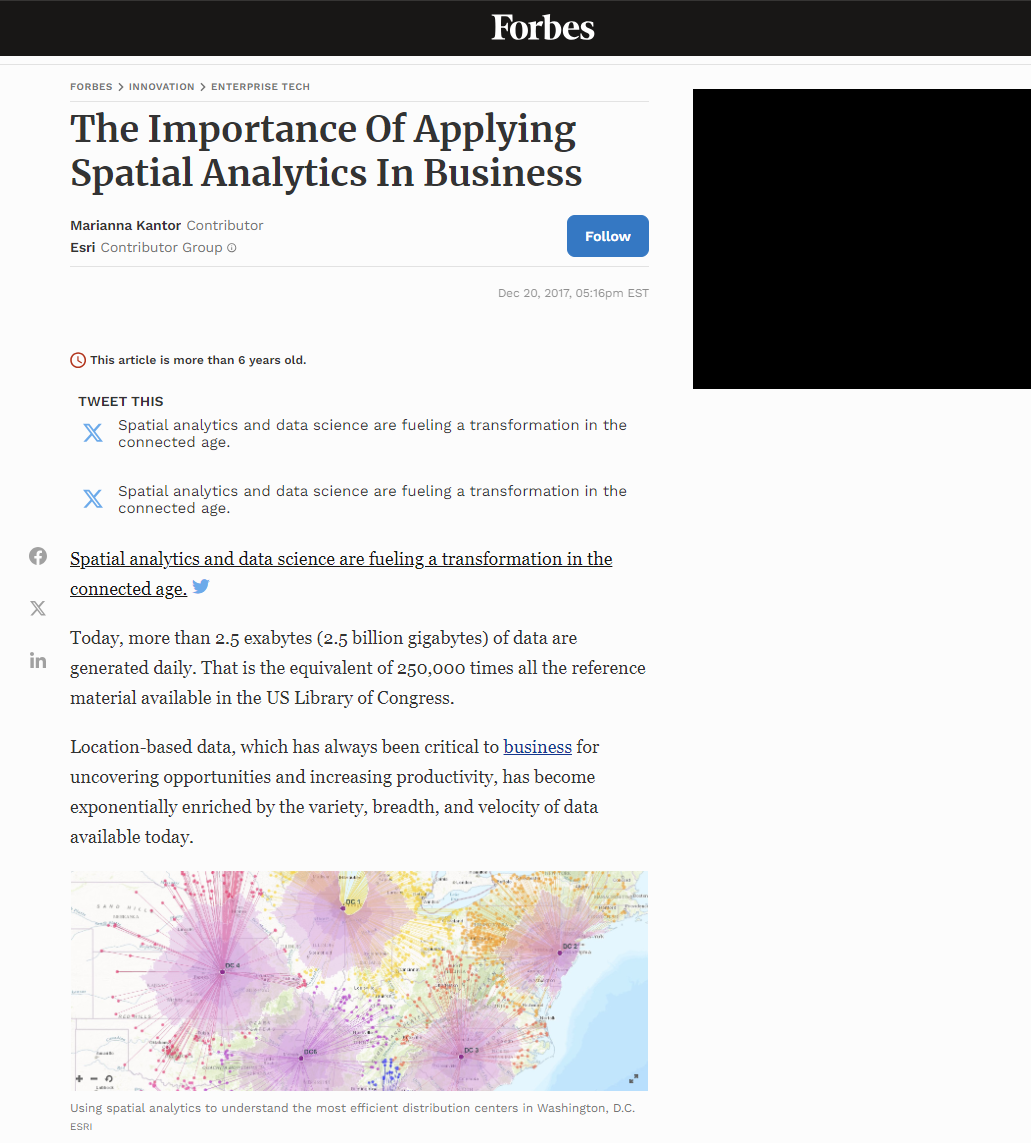 Forbes
FORBES > INNOVATION > ENTERPRISE TECH
The Importance Of Applying
Spatial Analytics In Business
Marianna Kantor Contributor
Esri Contributor Group
Follow
Dec 20, 2017, 05:16pm EST
This article is more than 6 years old.
TWEET THIS
Spatial analytics and data science are fueling a transformation in the
connected age.
Spatial analytics and data science are fueling a transformation in the
connected age.
Spatial analytics and data science are fueling a transformation in the
connected age.
Today, more than 2.5 exabytes (2.5 billion gigabytes) of data are
generated daily. That is the equivalent of 250,000 times all the reference
material available in the US Library of Congress.
Location-based data, which has always been critical to business for
uncovering opportunities and increasing productivity, has become
exponentially enriched by the variety, breadth, and velocity of data
available today.
DC 1
DC 2
SAND HILLS
DC 4
RED HILLS
DC5
DC 3
Using spatial analytics to understand the most efficient distribution centers in Washington, D.C.
ESRI